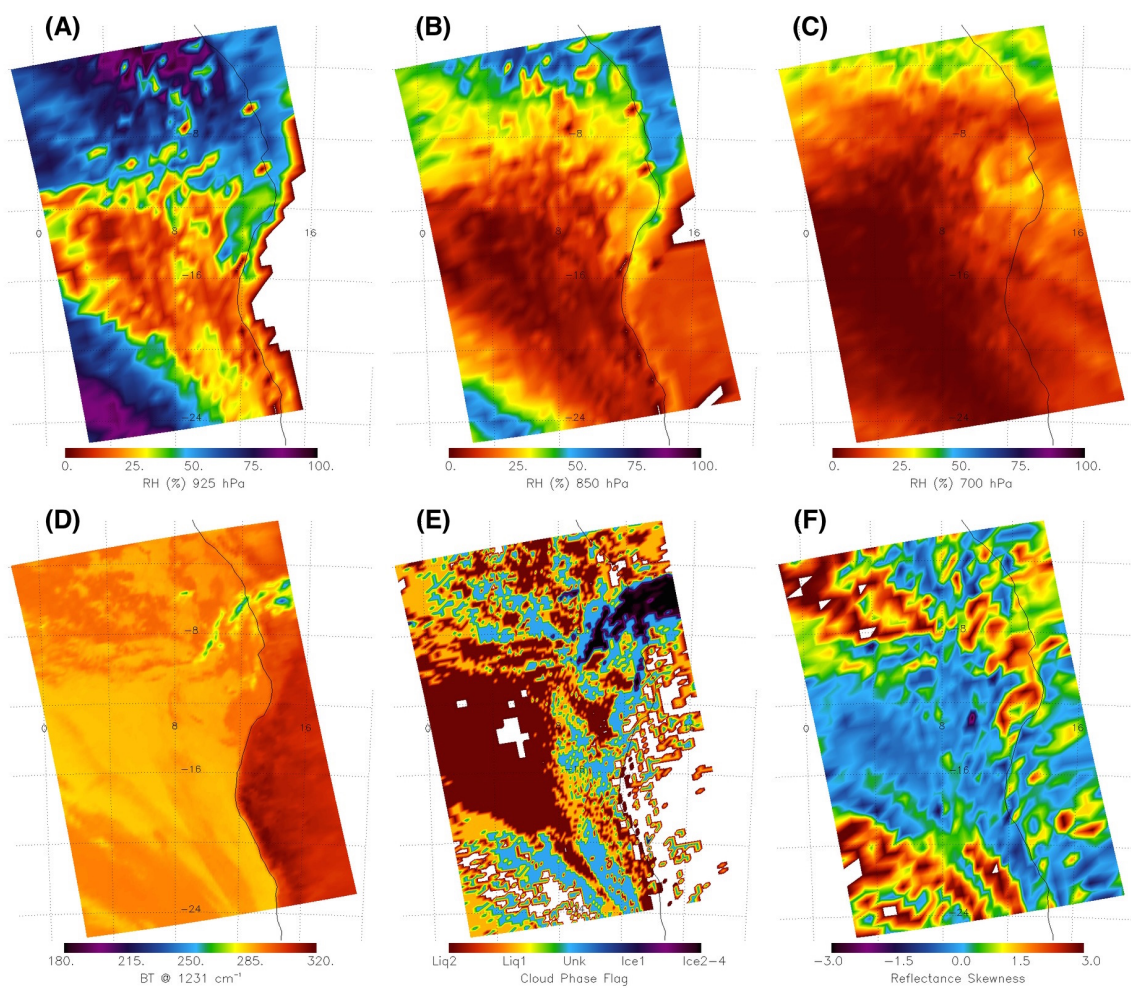 (A) (B) (C)
-8 -8 -8
0 8 16 0 8 16 0 8 16
-16 -16 -16
-24 -24 -24
0. 25. 50. 75. 100. 0. 25. 50. 75. 100. 0. 25. 50. 75. 100.
RH (%) 925 hPa RH (%) 850 hPa RH (%) 700 hPa
(D) (E) (F)
-8 -8
0 8 16 0 8 0 8 16
-16 -16 -16
-24 -24
180. 215. 250. 285. 320. Liq2 Liq1 Unk Ice1 Ice2-4 -3.0 -1.5 0.0 1.5 3.0
BT @ 1231 cm⁻¹ Cloud Phase Flag Reflectance Skewness